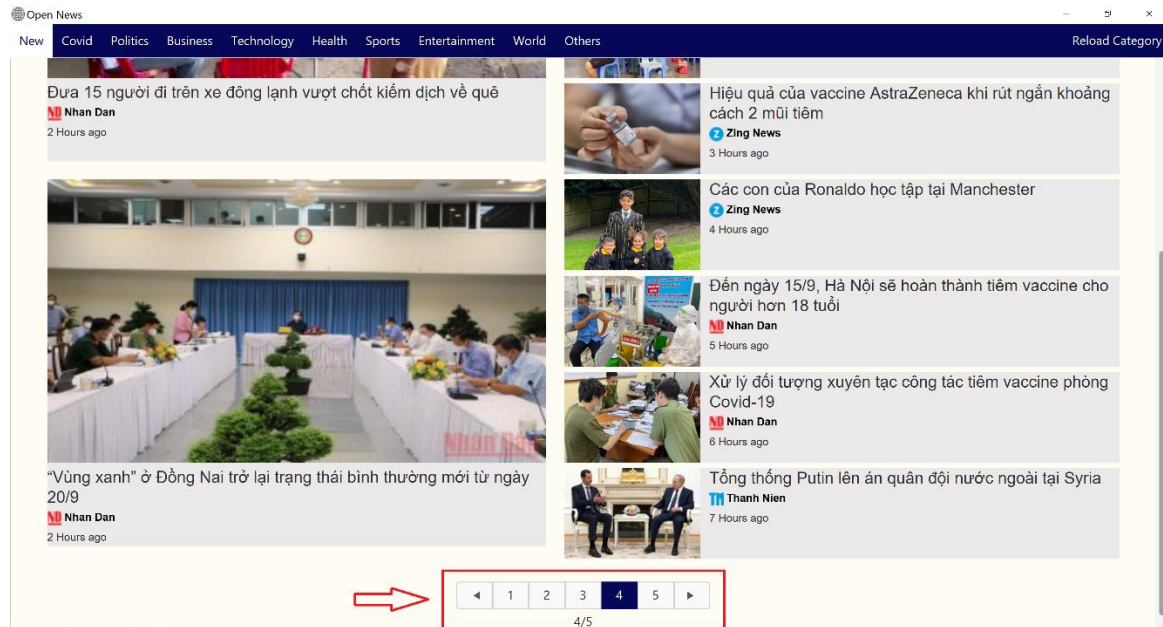 Open News
New Covid Politics Business Technology Health Sports Entertainment World Others Reload Category
Đưa 15 người đi trên xe đông lạnh vượt chốt kiểm dịch về quê
ND Nhan Dan
2 Hours ago
Nhân Dân
“Vùng xanh” ở Đồng Nai trở lại trạng thái bình thường mới từ ngày
20/9
ND Nhan Dan
2 Hours ago
Hiệu quả của vaccine AstraZeneca khi rút ngắn khoảng
cách 2 mũi tiêm
Z Zing News
3 Hours ago
Các con của Ronaldo học tập tại Manchester
Z Zing News
4 Hours ago
Đến ngày 15/9, Hà Nội sẽ hoàn thành tiêm vaccine cho
người hơn 18 tuổi
ND Nhan Dan
5 Hours ago
Xử lý đối tượng xuyên tạc công tác tiêm vaccine phòng
Covid-19
ND Nhan Dan
6 Hours ago
Tổng thống Putin lên án quân đội nước ngoài tại Syria
TN Thanh Nien
7 Hours ago
1 2 3 4 5
4/5